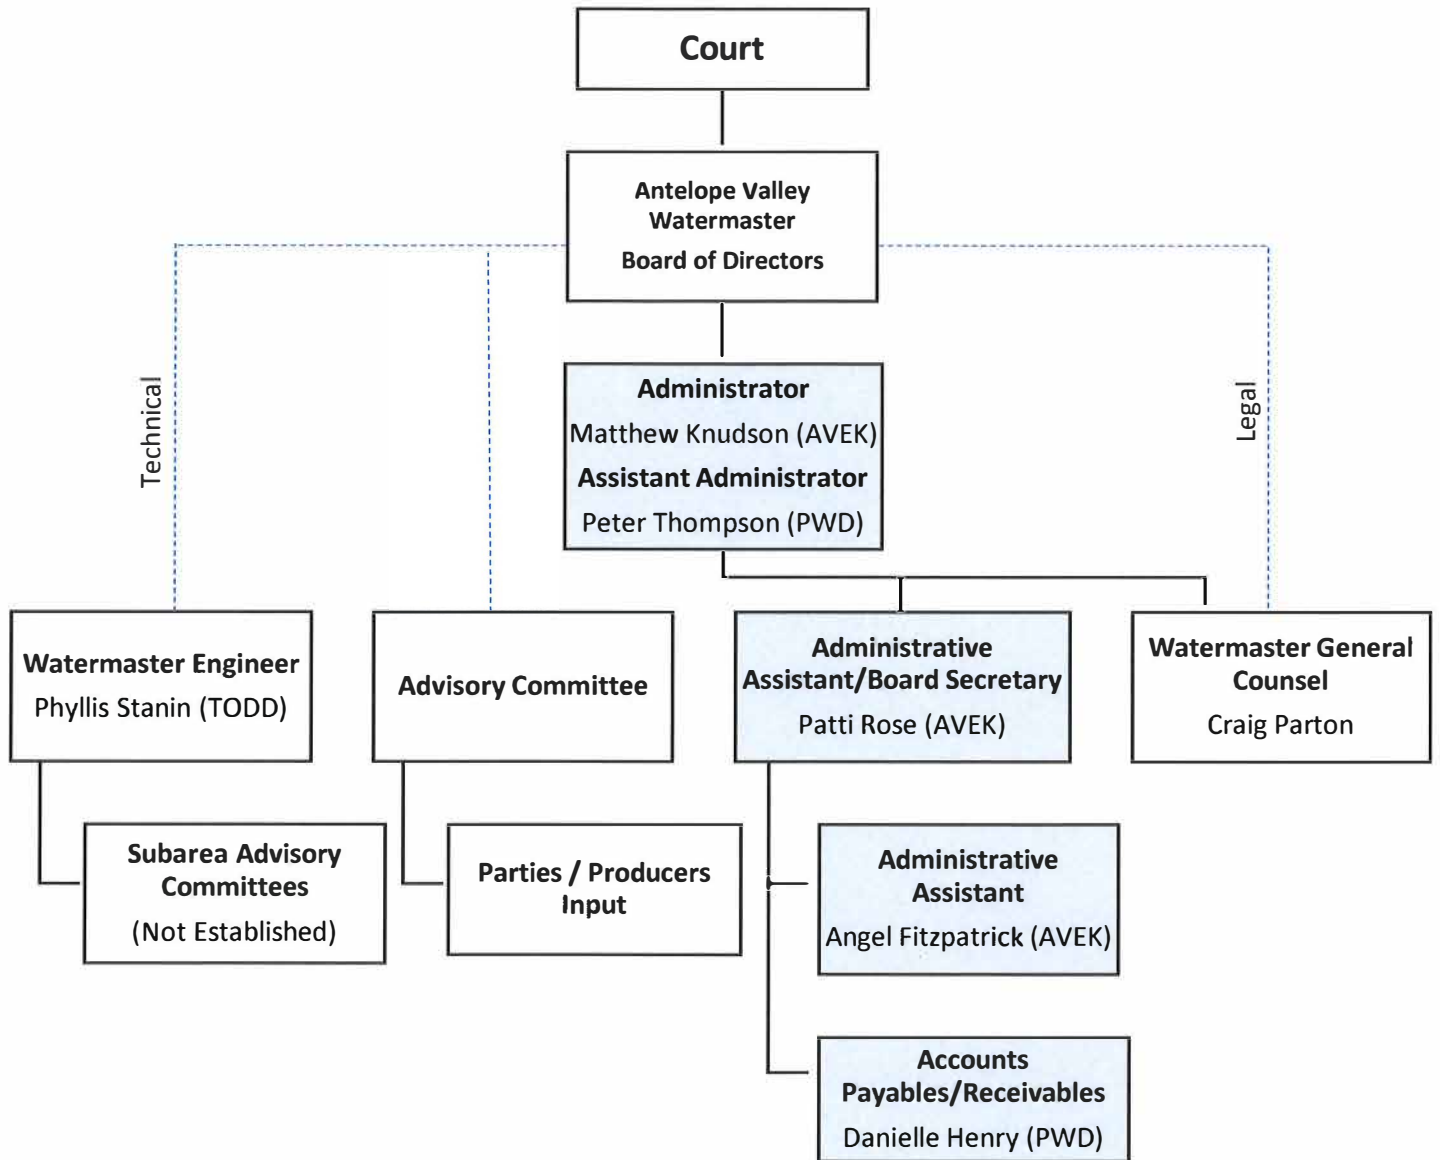 Court
Antelope Valley
Watermaster
Board of Directors
Technical
Legal
Administrator
Matthew Knudson (AVEK)
Assistant Administrator
Peter Thompson (PWD)
Watermaster Engineer
Phyllis Stanin (TODD)
Advisory Committee
Administrative
Assistant/Board Secretary
Patti Rose (AVEK)
Watermaster General
Counsel
Craig Parton
Subarea Advisory
Committees
(Not Established)
Parties / Producers
Input
Administrative
Assistant
Angel Fitzpatrick (AVEK)
Accounts
Payables/Receivables
Danielle Henry (PWD)